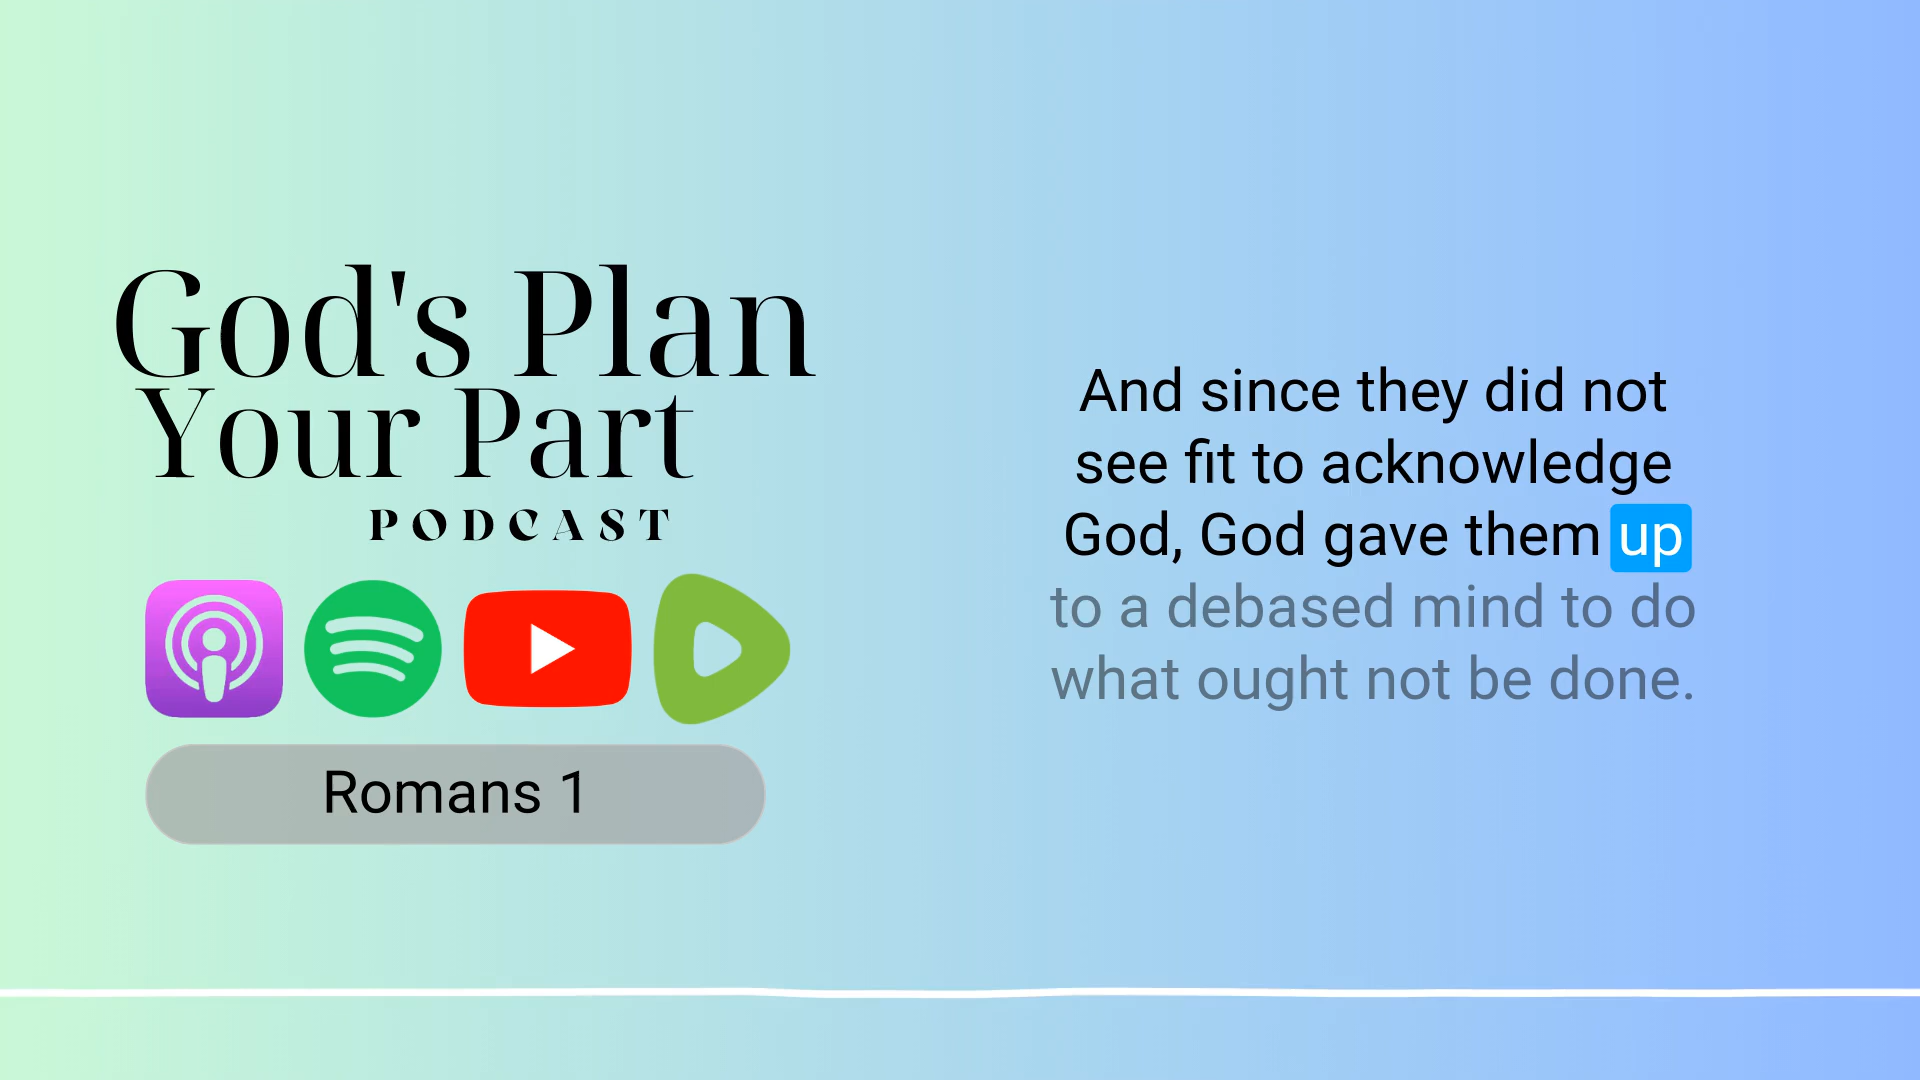 God's Plan
Your Part
PODCAST
Romans 1
And since they did not
see fit to acknowledge
God, God gave them up
to a debased mind to do
what ought not be done.